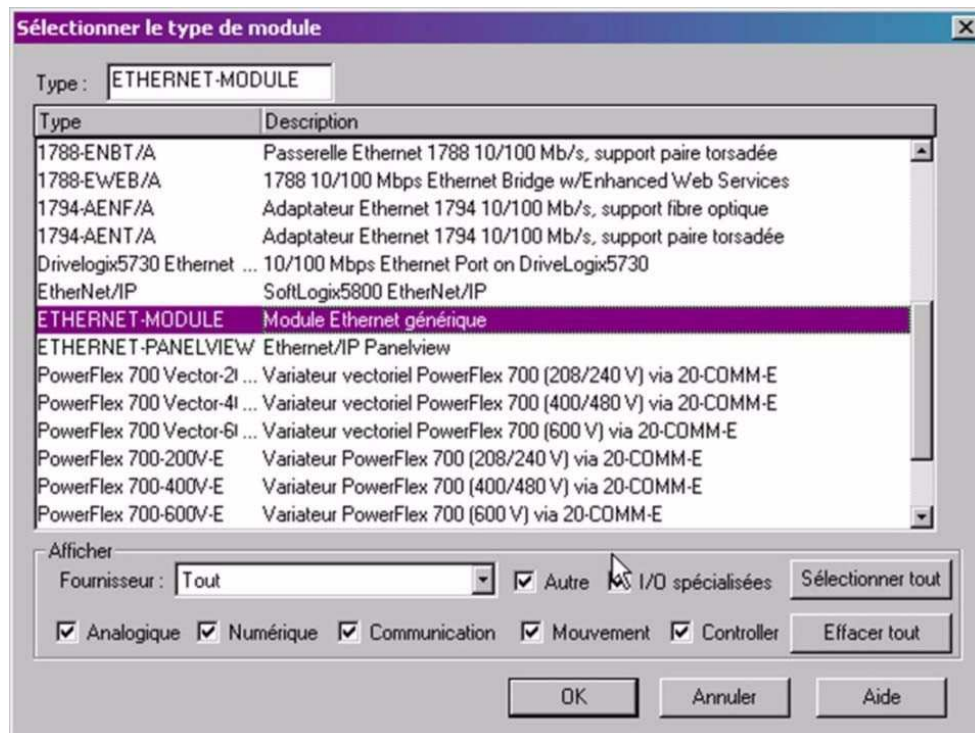 Sélectionner le type de module
Type : ETHERNET-MODULE
Type Description
1788-ENBT/A Passerelle Ethernet 1788 10/100 Mb/s, support paire torsadée
1788-EWEB/A 1788 10/100 Mbps Ethernet Bridge w/Enhanced Web Services
1794-AENF/A Adaptateur Ethernet 1794 10/100 Mb/s, support fibre optique
1794-AENT/A Adaptateur Ethernet 1794 10/100 Mb/s, support paire torsadée
Drivelogix5730 Ethernet ... 10/100 Mbps Ethernet Port on DriveLogix5730
EtherNet/IP SoftLogix5800 EtherNet/IP
ETHERNET-MODULE Module Ethernet générique
ETHERNET-PANELVIEW Ethernet/IP Panelview
PowerFlex 700 Vector-2 ... Variateur vectoriel PowerFlex 700 (208/240 V) via 20-COMM-E
PowerFlex 700 Vector-4 ... Variateur vectoriel PowerFlex 700 (400/480 V) via 20-COMM-E
PowerFlex 700 Vector-6 ... Variateur vectoriel PowerFlex 700 (600 V) via 20-COMM-E
PowerFlex 700-200V-E Variateur PowerFlex 700 (208/240 V) via 20-COMM-E
PowerFlex 700-400V-E Variateur PowerFlex 700 (400/480 V) via 20-COMM-E
PowerFlex 700-600V-E Variateur PowerFlex 700 (600 V) via 20-COMM-E
Afficher
Fournisseur : Tout Autre I/O spécialisées Sélectionner tout
Analogique Numérique Communication Mouvement Controller Effacer tout
OK Annuler Aide